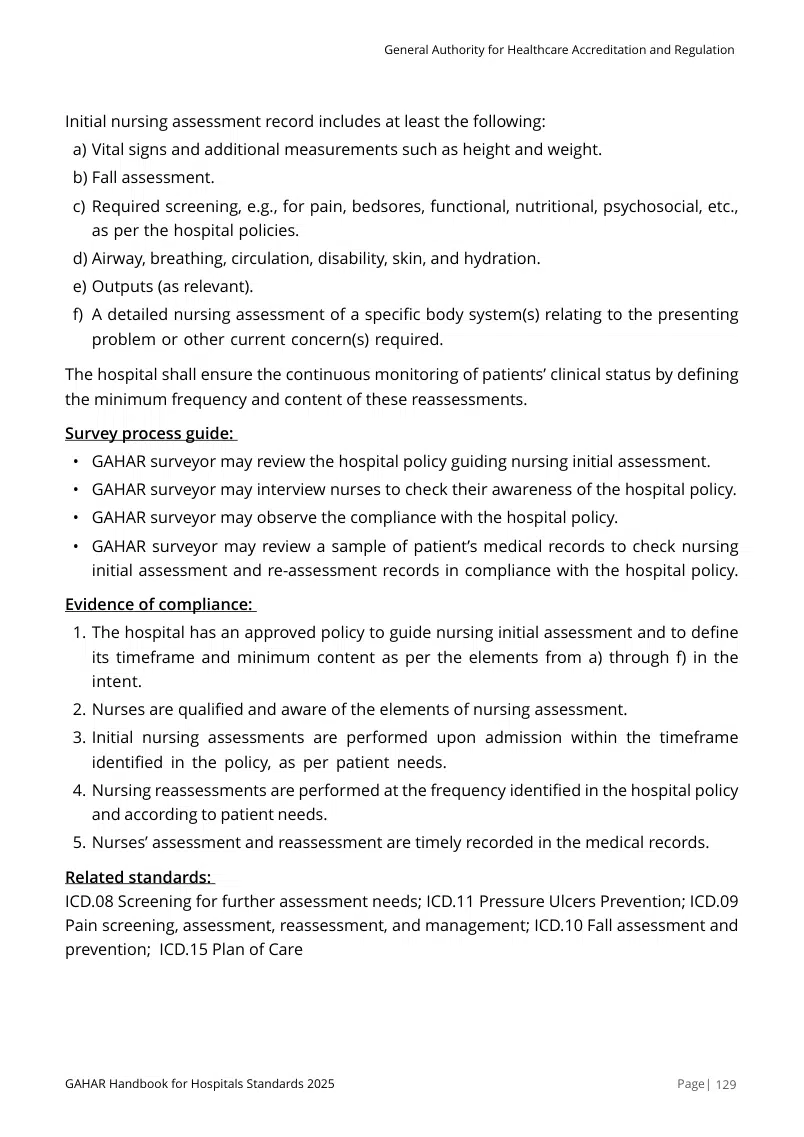 General Authority for Healthcare Accreditation and Regulation
Initial nursing assessment record includes at least the following:
a) Vital signs and additional measurements such as height and weight.
b) Fall assessment.
c) Required screening, e.g., for pain, bedsores, functional, nutritional, psychosocial, etc.,
as per the hospital policies.
d) Airway, breathing, circulation, disability, skin, and hydration.
e) Outputs (as relevant).
f) A detailed nursing assessment of a specific body system(s) relating to the presenting
problem or other current concern(s) required.
The hospital shall ensure the continuous monitoring of patients’ clinical status by defining
the minimum frequency and content of these reassessments.
Survey process guide:
• GAHAR surveyor may review the hospital policy guiding nursing initial assessment.
• GAHAR surveyor may interview nurses to check their awareness of the hospital policy.
• GAHAR surveyor may observe the compliance with the hospital policy.
• GAHAR surveyor may review a sample of patient’s medical records to check nursing
initial assessment and re-assessment records in compliance with the hospital policy.
Evidence of compliance:
1. The hospital has an approved policy to guide nursing initial assessment and to define
its timeframe and minimum content as per the elements from a) through f) in the
intent.
2. Nurses are qualified and aware of the elements of nursing assessment.
3. Initial nursing assessments are performed upon admission within the timeframe
identified in the policy, as per patient needs.
4. Nursing reassessments are performed at the frequency identified in the hospital policy
and according to patient needs.
5. Nurses’ assessment and reassessment are timely recorded in the medical records.
Related standards:
ICD.08 Screening for further assessment needs; ICD.11 Pressure Ulcers Prevention; ICD.09
Pain screening, assessment, reassessment, and management; ICD.10 Fall assessment and
prevention; ICD.15 Plan of Care
GAHAR Handbook for Hospitals Standards 2025
Page| 129